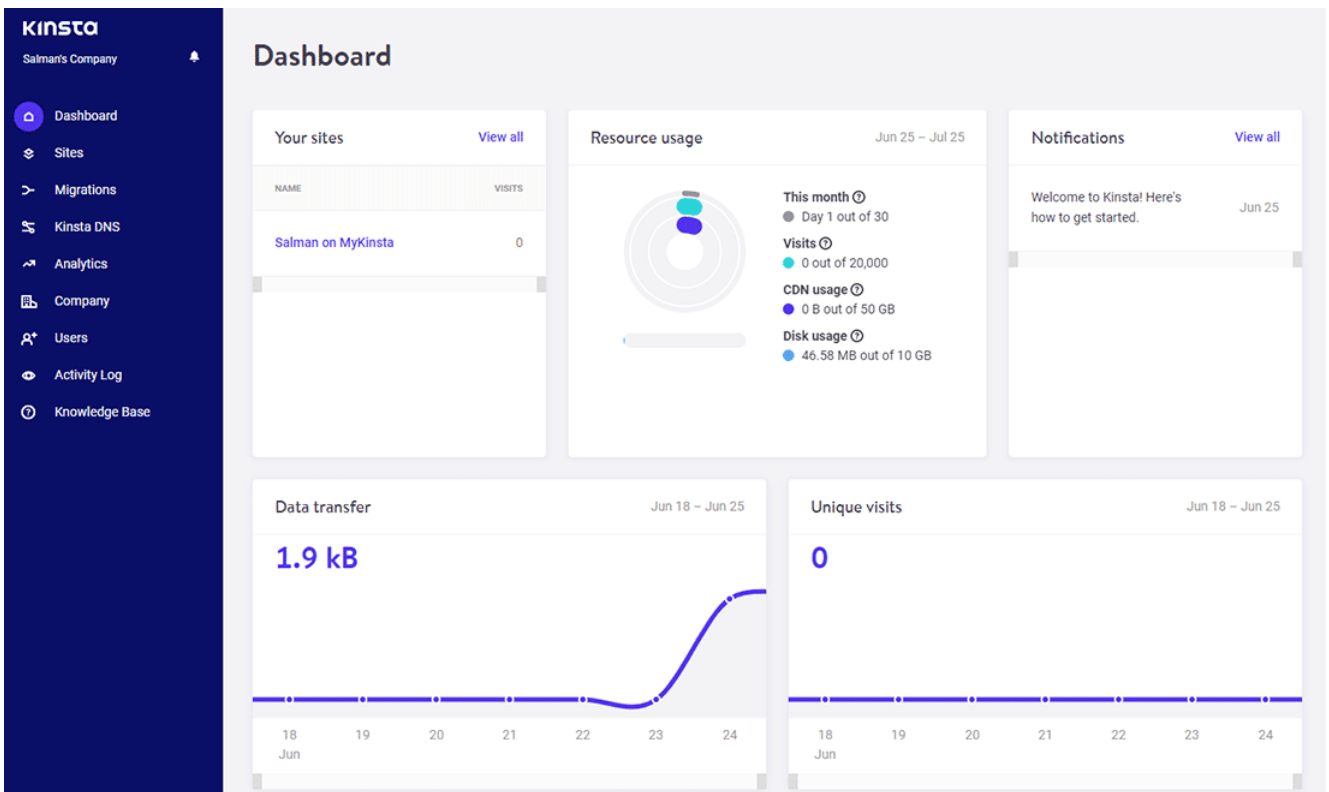 Kinsta
Salman's Company
Dashboard
Sites
Migrations
Kinsta DNS
Analytics
Company
Users
Activity Log
Knowledge Base
Dashboard
Your sites View all
NAME VISITS
Salman on MyKinsta 0
Resource usage Jun 25 – Jul 25
This month
Day 1 out of 30
Visits
0 out of 20,000
CDN usage
0 B out of 50 GB
Disk usage
46.58 MB out of 10 GB
Notifications View all
Welcome to Kinsta! Here's
how to get started.
Jun 25
Data transfer Jun 18 – Jun 25
1.9 kB
18 19 20 21 22 23 24
Jun
Unique visits Jun 18 – Jun 25
0
18 19 20 21 22 23 24
Jun